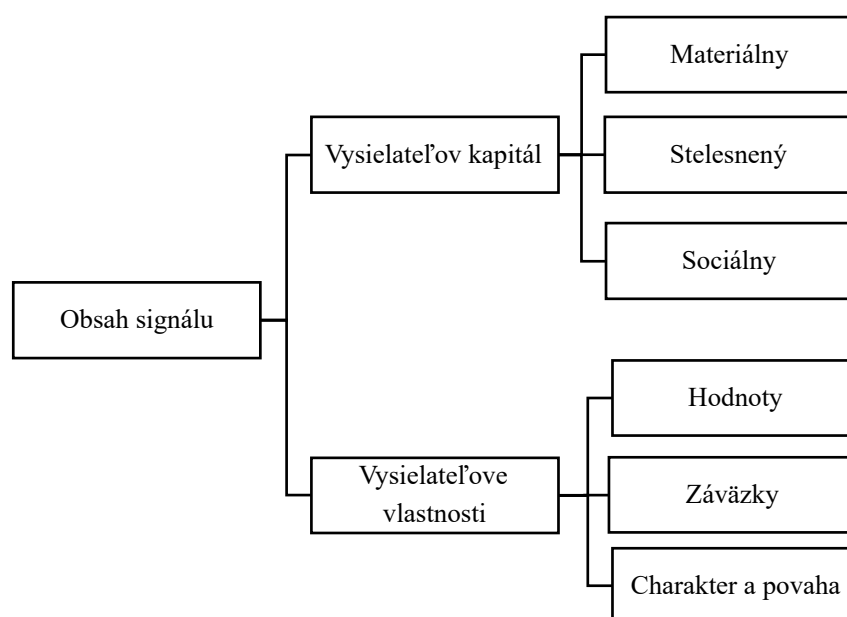 Materiálny
Vysielateľov kapitál
Stelesnený
Sociálny
Obsah signálu
Hodnoty
Vysielateľove
vlastnosti
Záväzky
Charakter a povaha